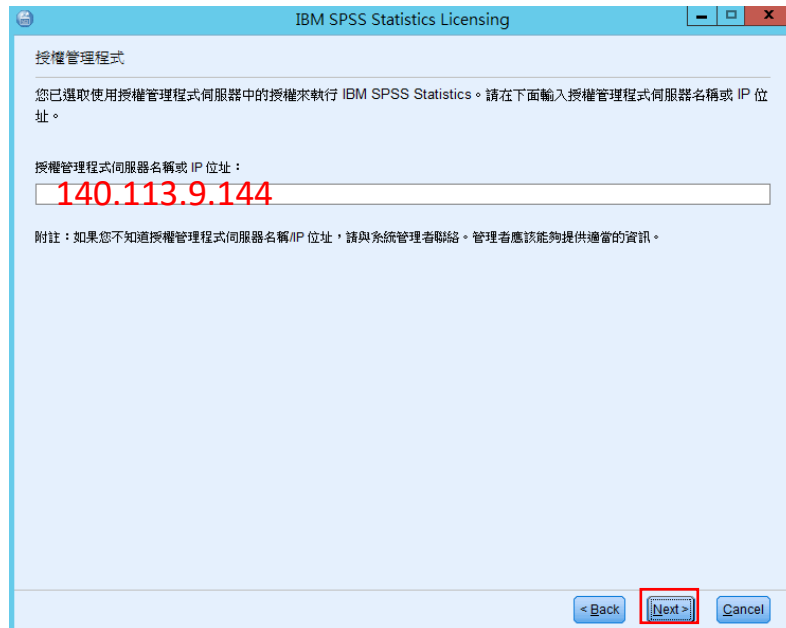 IBM SPSS Statistics Licensing
授權管理程式
您已選取使用授權管理程式伺服器中的授權來執行 IBM SPSS Statistics。請在下面輸入授權管理程式伺服器名稱或 IP 位
址。
授權管理程式伺服器名稱或 IP 位址：
140.113.9.144
附註：如果您不知道授權管理程式伺服器名稱/IP 位址，請與系統管理者聯絡。管理者應該能夠提供適當的資訊。
< Back Next > Cancel